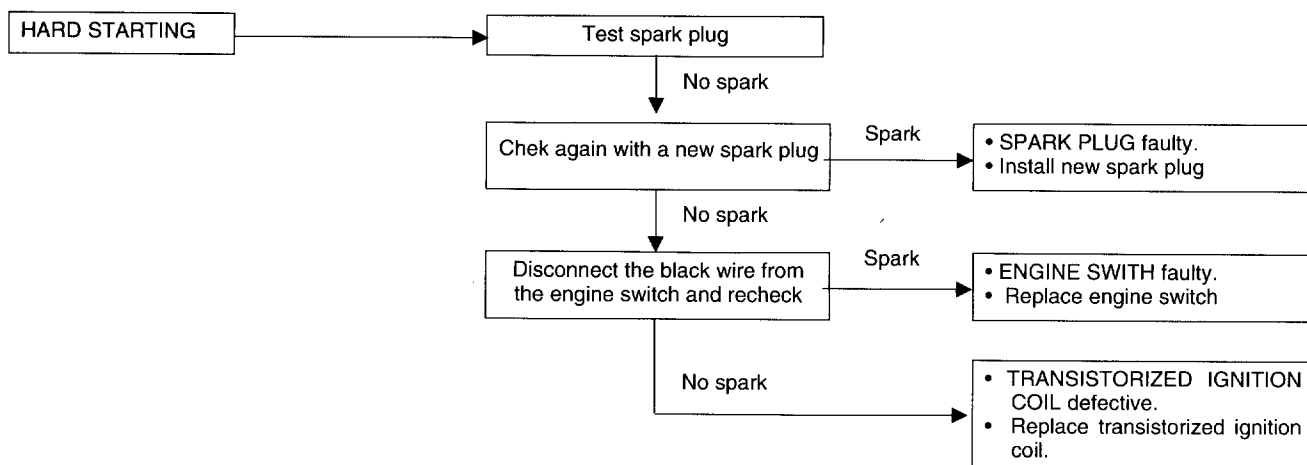 HARD STARTING
Test spark plug
No spark
Chek again with a new spark plug
Spark
• SPARK PLUG faulty.
• Install new spark plug
No spark
Disconnect the black wire from
the engine switch and recheck
Spark
• ENGINE SWITH faulty.
• Replace engine switch
No spark
• TRANSISTORIZED IGNITION
COIL defective.
• Replace transistorized ignition
coil.